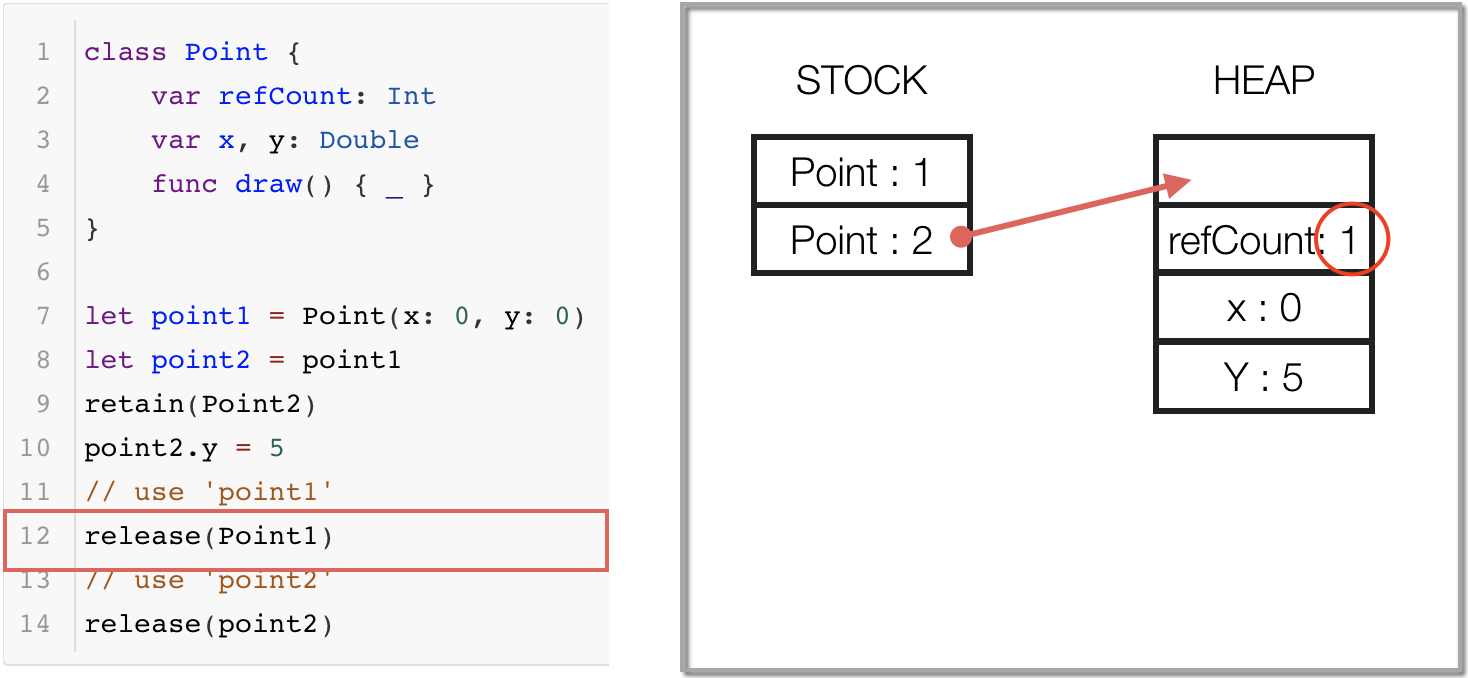 1 class Point {
2 var refCount: Int
3 var x, y: Double
4 func draw() { _ }
5 }
6
7 let point1 = Point(x: 0, y: 0)
8 let point2 = point1
9 retain(Point2)
10 point2.y = 5
11 // use 'point1'
12 release(Point1)
13 // use 'point2'
14 release(point2)
STOCK
Point : 1
Point : 2
HEAP
refCount: 1
x : 0
Y : 5